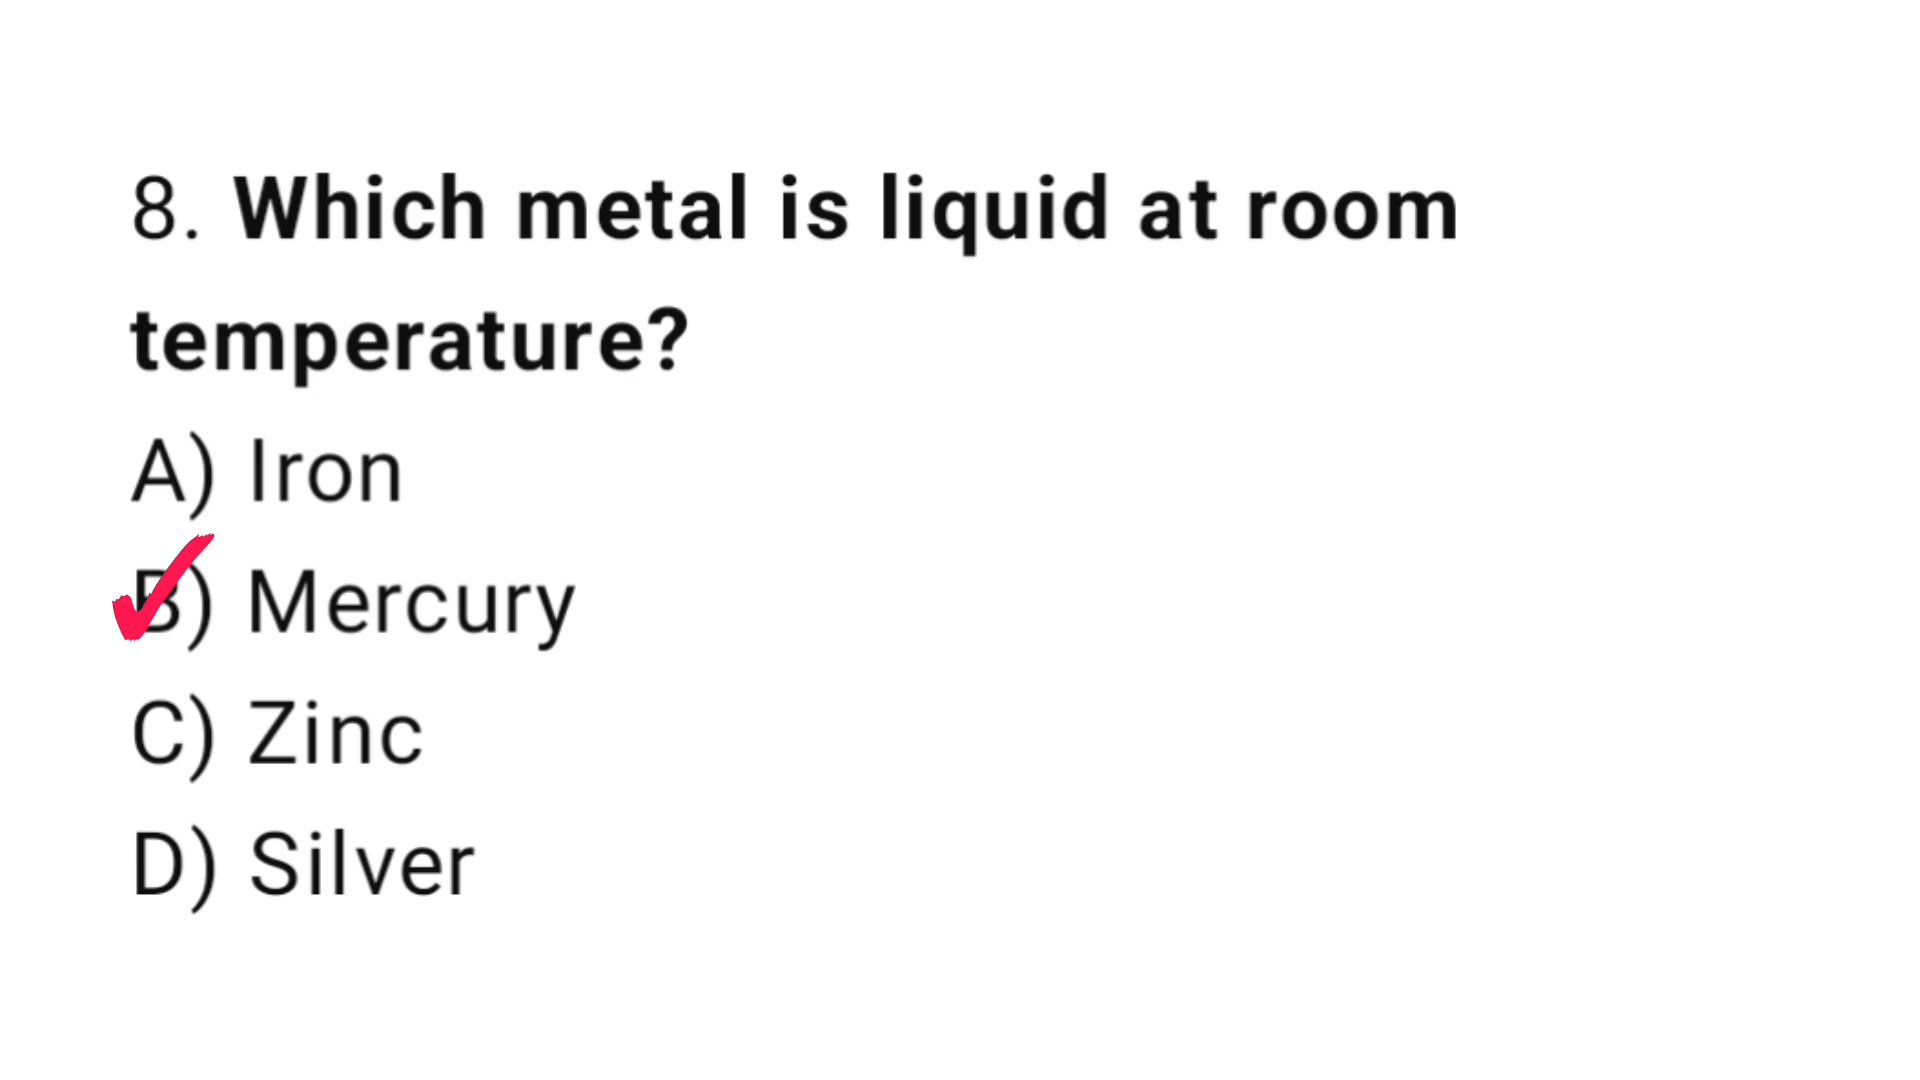 8. Which metal is liquid at room
temperature?
A) Iron
B) Mercury
C) Zinc
D) Silver